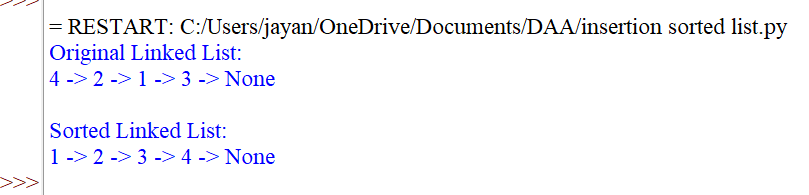 >>>
= RESTART: C:/Users/jayan/OneDrive/Documents/DAA/insertion sorted list.py
Original Linked List:
4 -> 2 -> 1 -> 3 -> None
Sorted Linked List:
1 -> 2 -> 3 -> 4 -> None
>>>